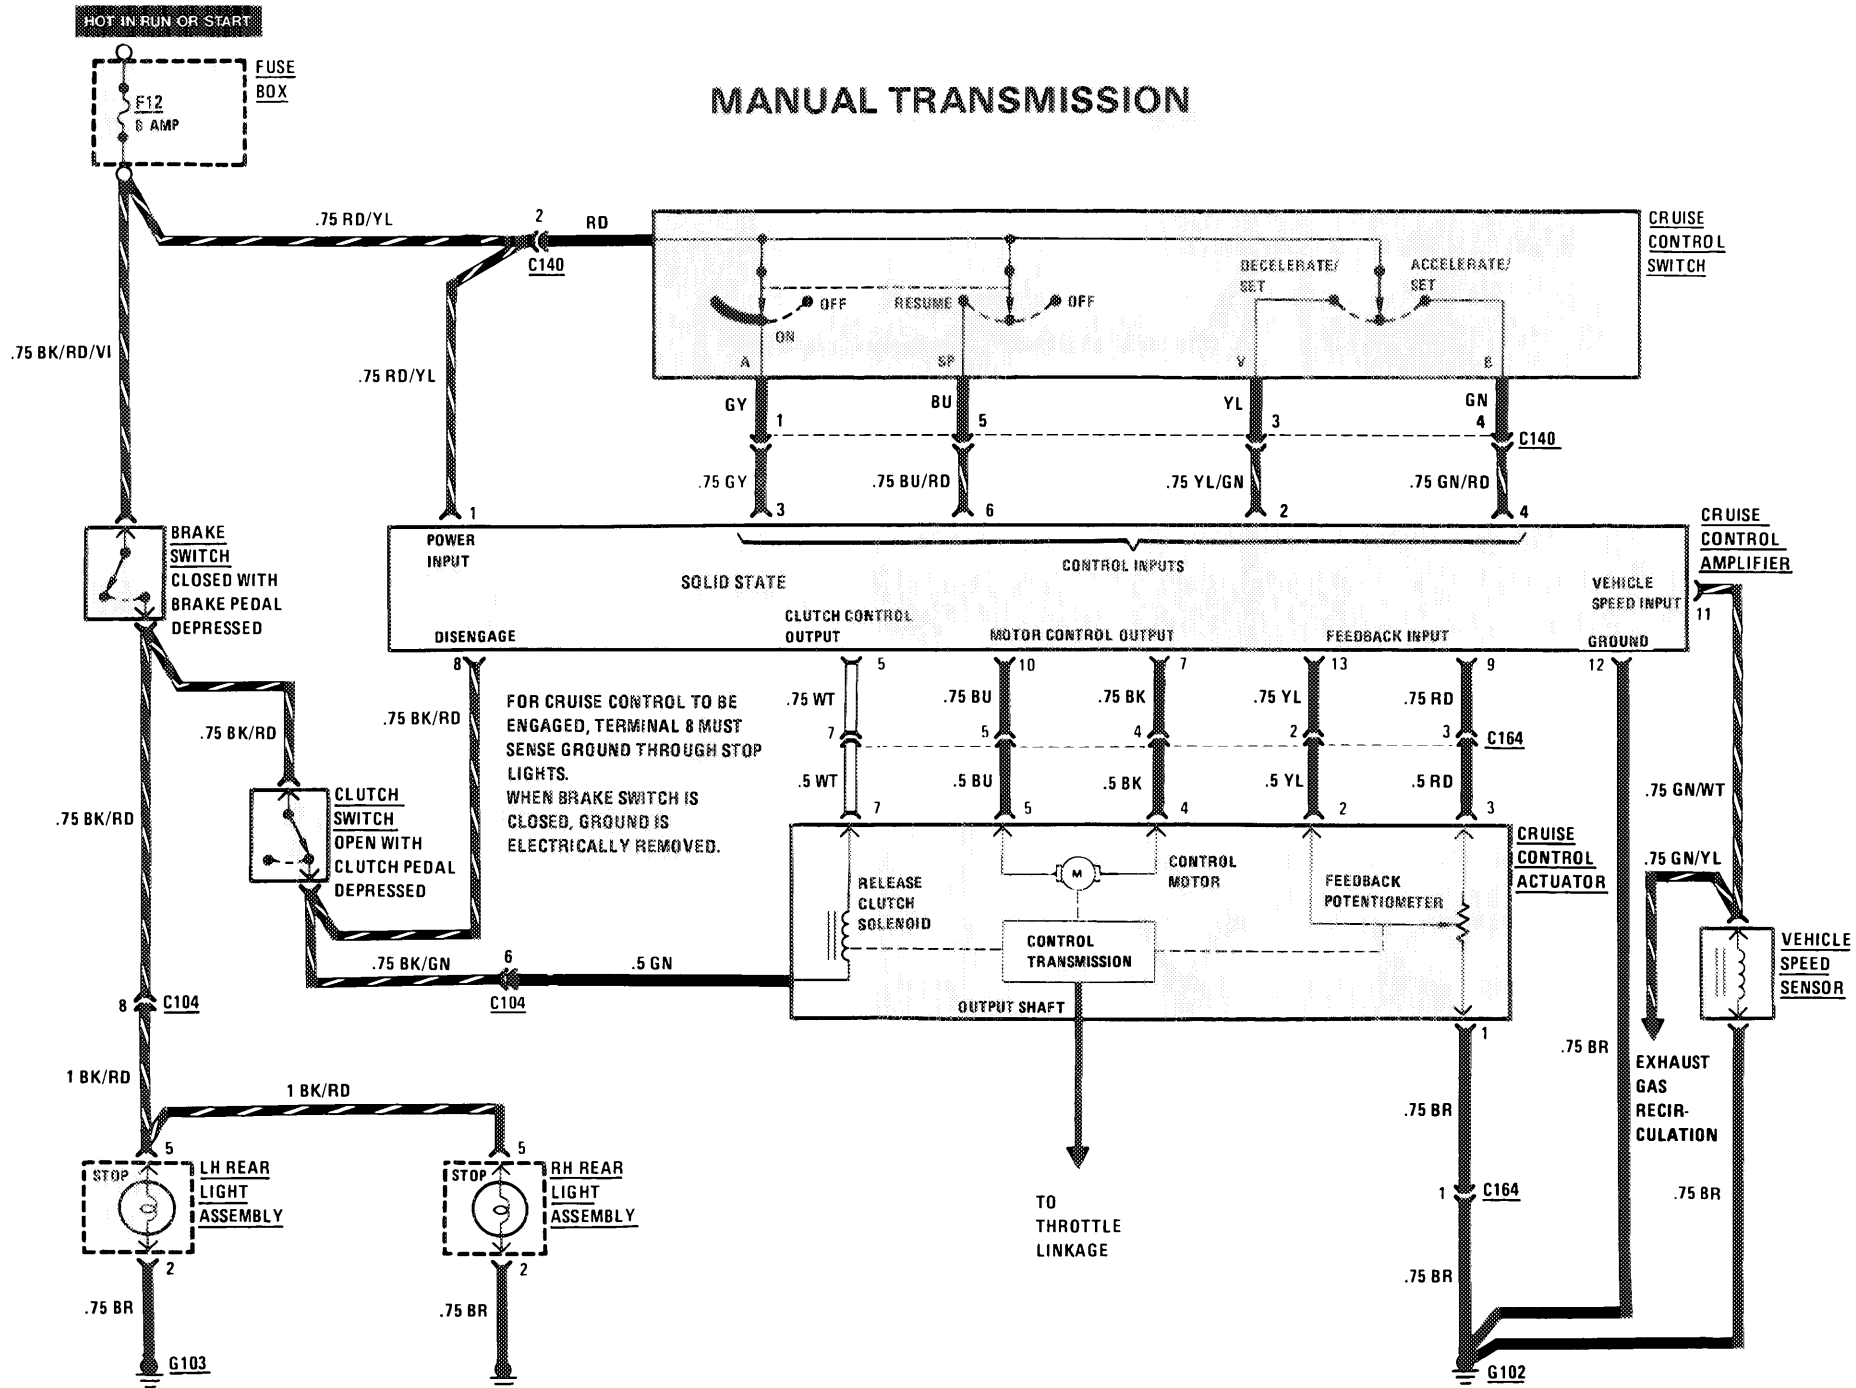 HOT IN RUN OR START
FUSE
BOX
F12
8 AMP
MANUAL TRANSMISSION
.75 RD/YL
2
RD
C140
CRUISE
CONTROL
SWITCH
DECELERATE/
SET
ACCELERATE/
SET
OFF
RESUME
OFF
ON
A
SP
V
B
.75 BK/RD/VI
.75 RD/YL
GY
1
BU
5
YL
3
GN
4
C140
.75 GY
.75 BU/RD
.75 YL/GN
.75 GN/RD
1
3
6
2
4
CRUISE
CONTROL
AMPLIFIER
BRAKE
SWITCH
CLOSED WITH
BRAKE PEDAL
DEPRESSED
POWER
INPUT
SOLID STATE
CONTROL INPUTS
VEHICLE
SPEED INPUT
11
CLUTCH CONTROL
OUTPUT
DISENGAGE
MOTOR CONTROL OUTPUT
FEEDBACK INPUT
GROUND
8
5
10
7
13
9
12
.75 BK/RD
.75 BK/RD
FOR CRUISE CONTROL TO BE
ENGAGED, TERMINAL 8 MUST
SENSE GROUND THROUGH STOP
LIGHTS.
WHEN BRAKE SWITCH IS
CLOSED, GROUND IS
ELECTRICALLY REMOVED.
.75 WT
.75 BU
.75 BK
.75 YL
.75 RD
7
5
4
2
3
C164
.5 WT
.5 BU
.5 BK
.5 YL
.5 RD
7
5
4
2
3
.75 GN/WT
.75 BK/RD
CLUTCH
SWITCH
OPEN WITH
CLUTCH PEDAL
DEPRESSED
CRUISE
CONTROL
ACTUATOR
.75 GN/YL
RELEASE
CLUTCH
SOLENOID
M
CONTROL
MOTOR
FEEDBACK
POTENTIOMETER
CONTROL
TRANSMISSION
OUTPUT SHAFT
VEHICLE
SPEED
SENSOR
.75 BK/GN
6
C104
.5 GN
8
C104
1
.75 BR
EXHAUST
GAS
RECIR-
CULATION
1 BK/RD
1 BK/RD
.75 BR
5
5
STOP
LH REAR
LIGHT
ASSEMBLY
STOP
RH REAR
LIGHT
ASSEMBLY
TO
THROTTLE
LINKAGE
1
C164
.75 BR
2
2
.75 BR
.75 BR
.75 BR
G103
G102